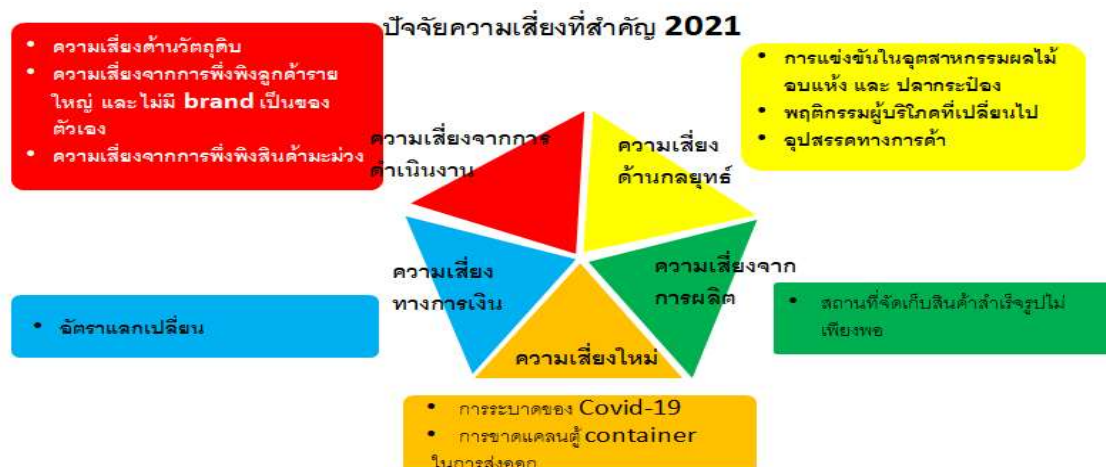 ปัจจัยความเสี่ยงที่สำคัญ 2021
• ความเสี่ยงด้านวัตถุดิบ
• ความเสี่ยงจากการพึ่งพิงลูกค้าราย
ใหญ่ และ ไม่มี brand เป็นของ
ตัวเอง
• ความเสี่ยงจากการพึ่งพิงสินค้ามะม่วง
• การแข่งขันในอุตสาหกรรมผลไม้
อบแห้ง และ ปลากระป๋อง
• พฤติกรรมผู้บริโภคที่เปลี่ยนไป
• อุปสรรคทางการค้า
ความเสี่ยงจากการ
ดำเนินงาน
ความเสี่ยง
ด้านกลยุทธ์
ความเสี่ยง
ทางการเงิน
ความเสี่ยงจาก
การผลิต
• อัตราแลกเปลี่ยน
• สถานที่จัดเก็บสินค้าสำเร็จรูปไม่
เพียงพอ
ความเสี่ยงใหม่
• การระบาดของ Covid-19
• การขาดแคลนตู้ container
ในการส่งออก